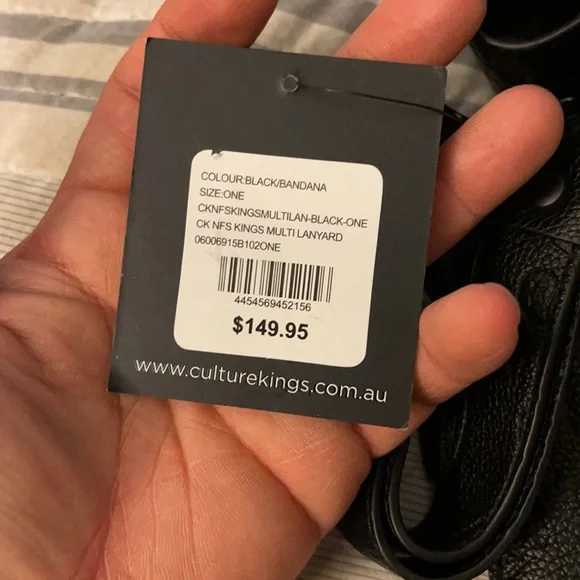 COLOUR:BLACK/BANDANA
SIZE:ONE
CKNFSKINGSMULTILAN-BLACK-ONE
CK NFS KINGS MULTI LANYARD
06006915B102ONE
4454569452156
$149.95
www.culturekings.com.au